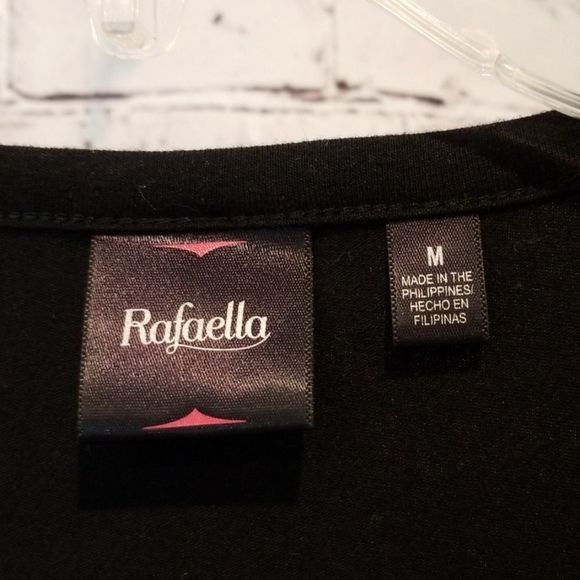 Rafaella
M
MADE IN THE
PHILIPPINES/
HECHO EN
FILIPINAS